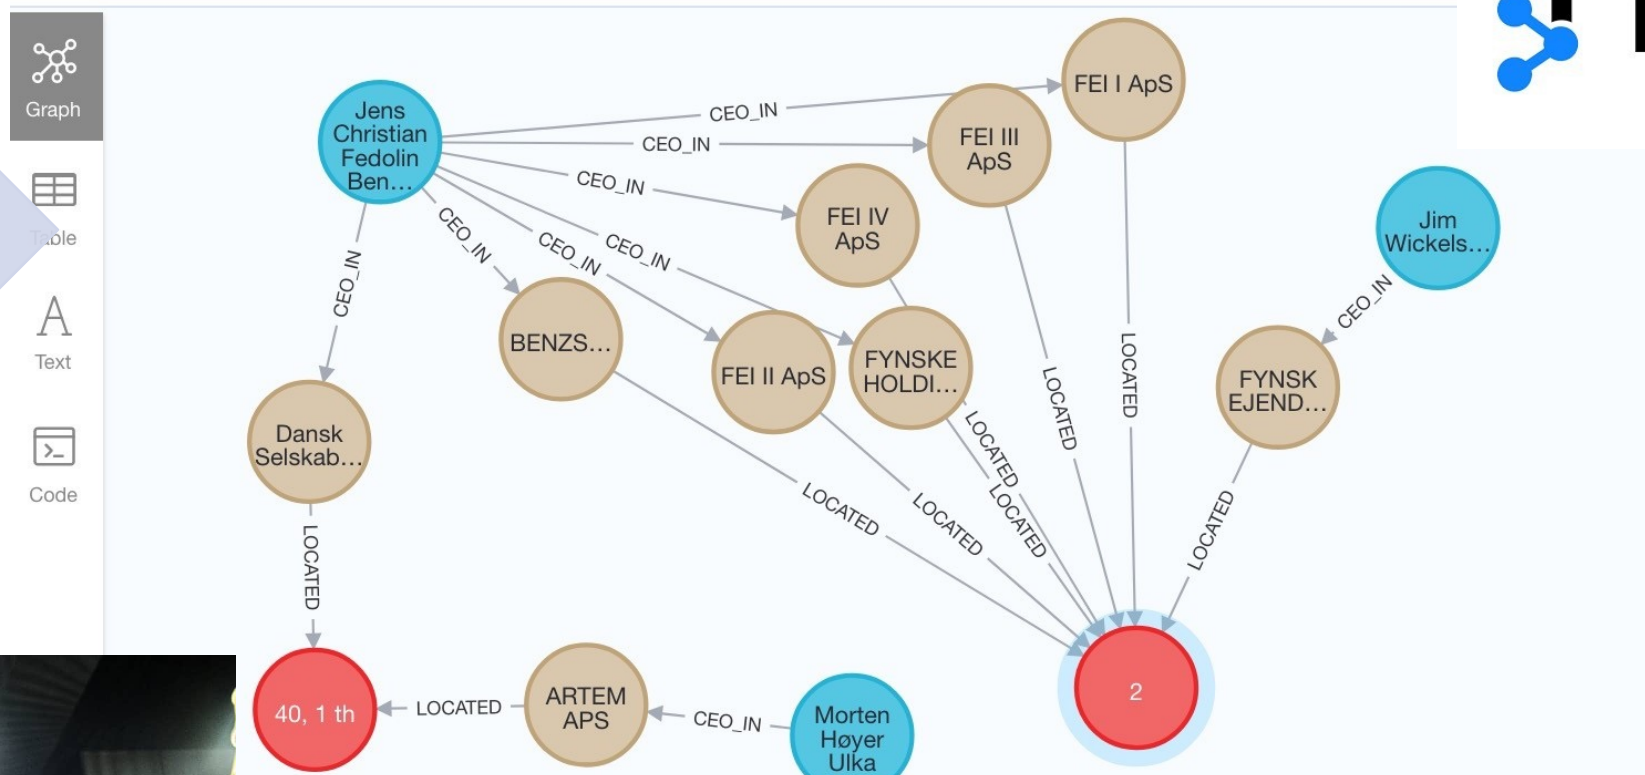 Graph
Table
Text
Code
Jens
Christian
Fedolin
Ben...
CEO_IN
FEI I ApS
CEO_IN
FEI III
ApS
CEO_IN
FEI IV
ApS
Jim
Wickels...
CEO_IN
CEO_IN
CEO_IN
CEO_IN
CEO_IN
BENZS...
FEI II ApS
FYNSKE
HOLDI...
FYNSK
EJEND...
Dansk
Selskab...
LOCATED
LOCATED
LOCATED
LOCATED
LOCATED
LOCATED
LOCATED
LOCATED
40, 1 th
LOCATED
ARTEM
APS
CEO_IN
Morten
Høyer
Ulka
2